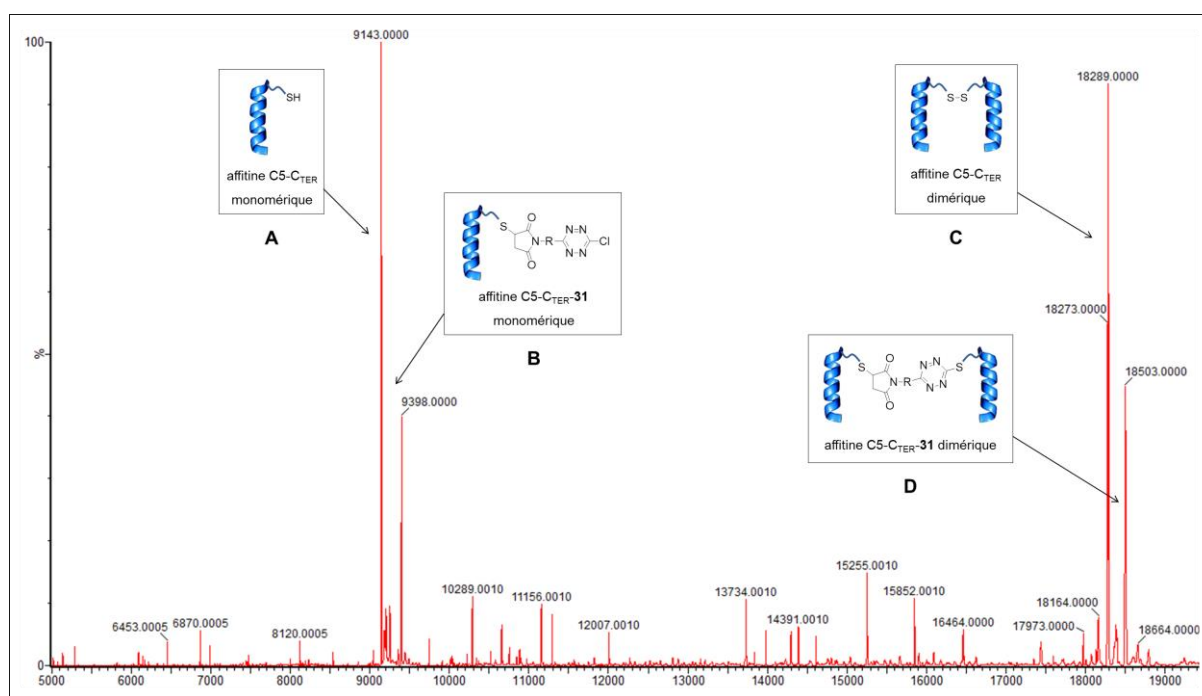 100
%
0
9143.0000
SH
affitine C5-CTER
monomérique
A
S
O
N-R
O
N=N
N-N
Cl
affitine C5-CTER-31
monomérique
B
9398.0000
S-S
affitine C5-CTER
dimérique
C
18289.0000
18273.0000
S
O
N-R
O
N-N
N=N
S
affitine C5-CTER-31 dimérique
D
18503.0000
6453.0005
6870.0005
8120.0005
10289.0010
11156.0010
12007.0010
13734.0010
14391.0010
15255.0010
15852.0010
16464.0000
17973.0000
18164.0000
18664.0000
5000 6000 7000 8000 9000 10000 11000 12000 13000 14000 15000 16000 17000 18000 19000